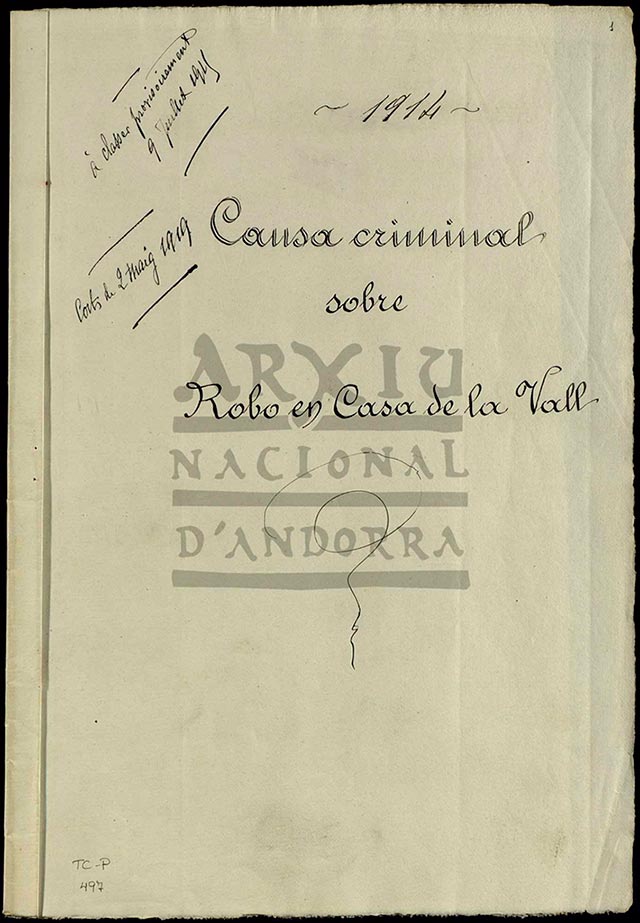 1
à classer provisoirement
9 Juillet 1915
~ 1914 ~
Corts de 2 Maig 1919
Causa criminal
sobre
Robo en Casa de la Vall
ARXIU
NACIONAL
D'ANDORRA
TC-P
497